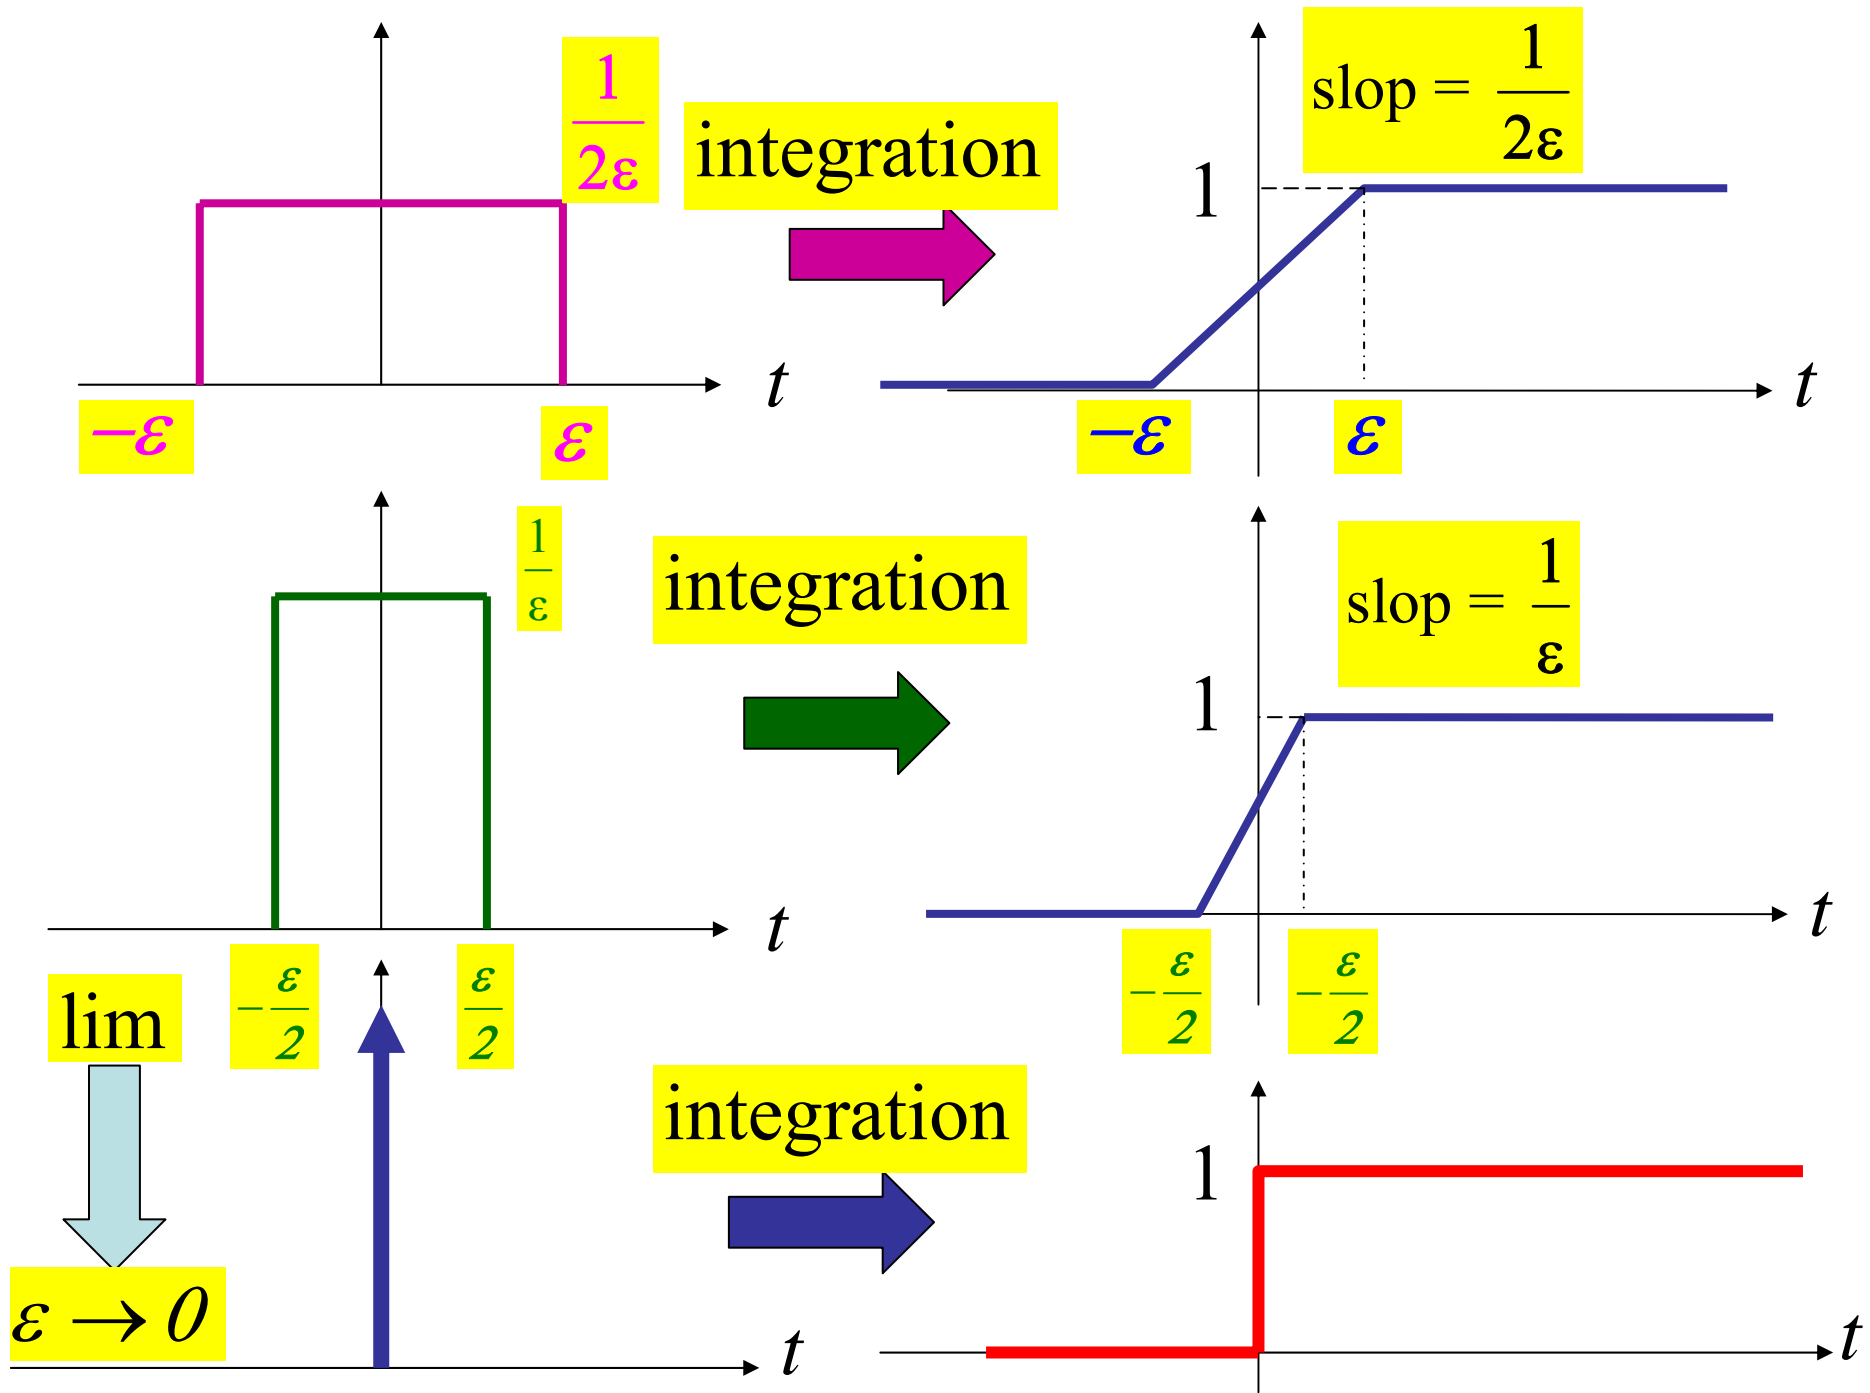 1/2ε
integration
slop = 1/2ε
1
t
t
−ε
ε
−ε
ε
1/ε
integration
slop = 1/ε
1
t
t
−ε/2
ε/2
−ε/2
−ε/2
lim
integration
1
ε → 0
t
t